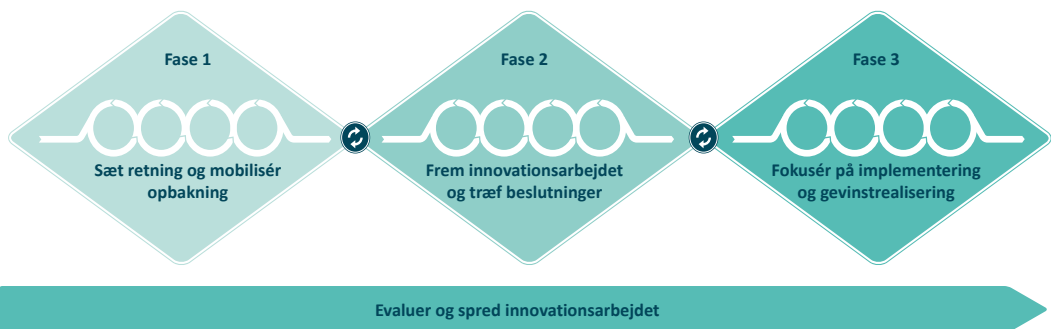 Fase 1
Sæt retning og mobilisér
opbakning
Fase 2
Frem innovationsarbejdet
og træf beslutninger
Fase 3
Fokusér på implementering
og gevinstrealisering
Evaluer og spred innovationsarbejdet